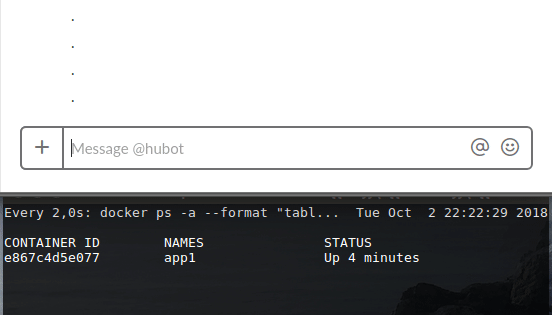 .
.
.
.
+ Message @hubot @
Every 2,0s: docker ps -a --format "tabl... Tue Oct 2 22:22:29 2018
CONTAINER ID NAMES STATUS
e867c4d5e077 app1 Up 4 minutes